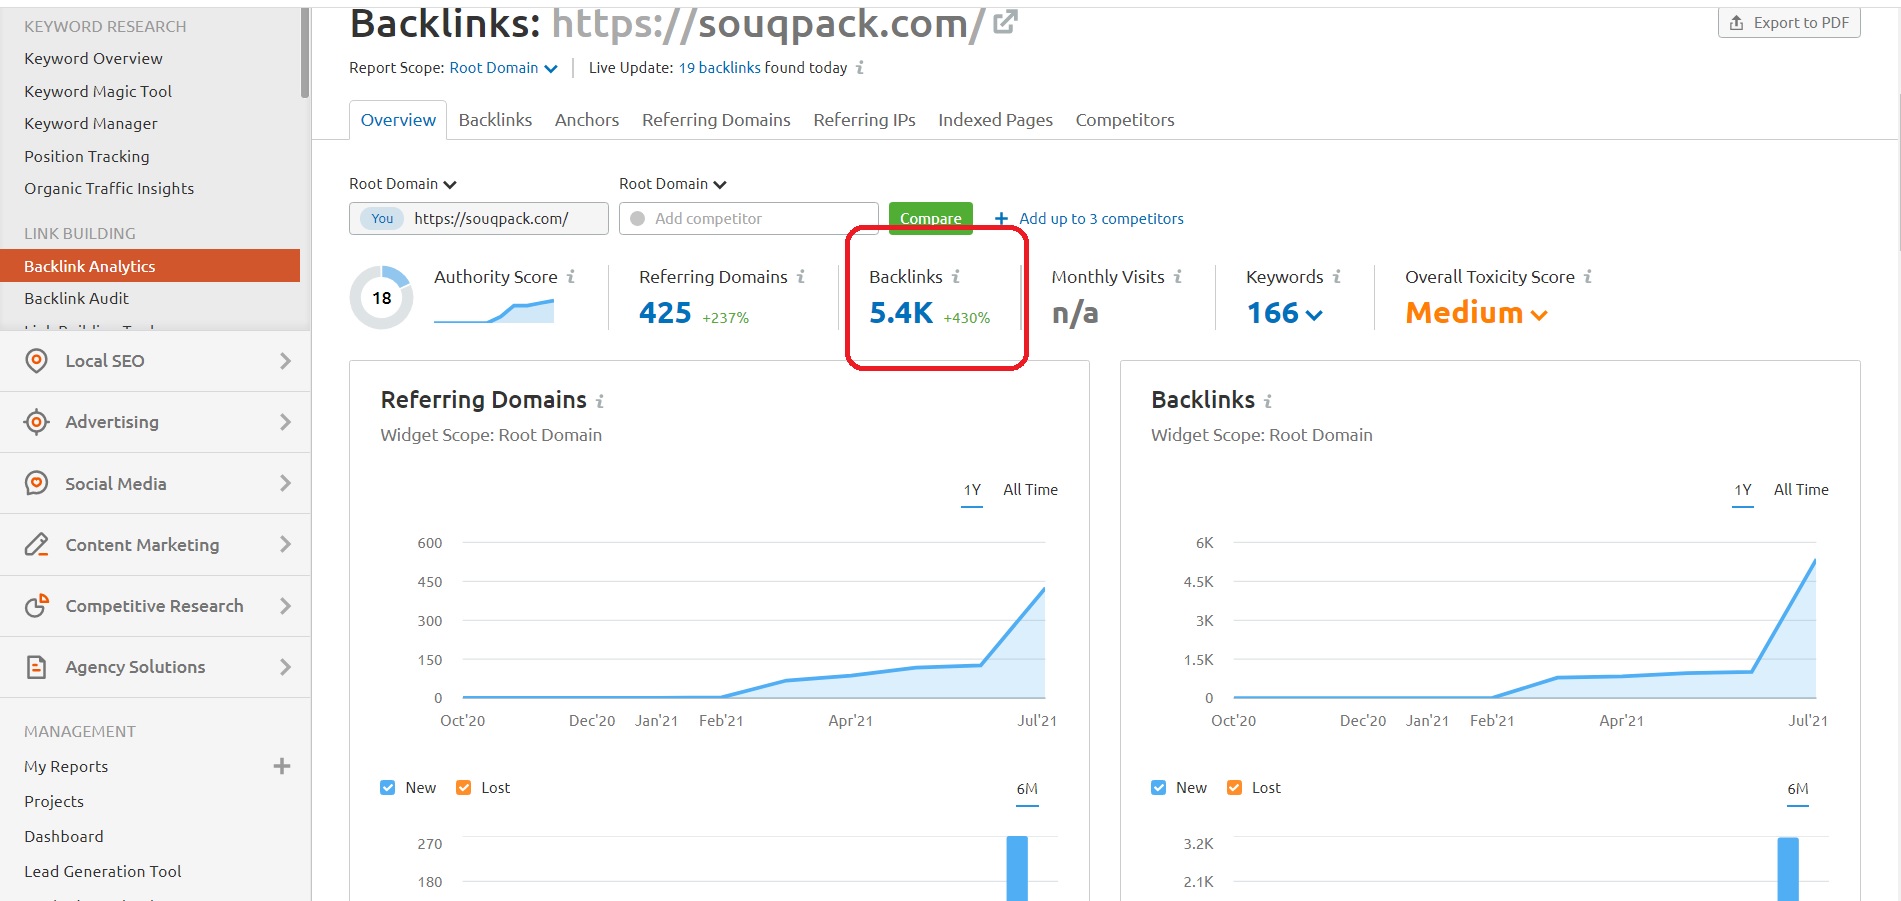 KEYWORD RESEARCH
Keyword Overview
Keyword Magic Tool
Keyword Manager
Position Tracking
Organic Traffic Insights
LINK BUILDING
Backlink Analytics
Backlink Audit
Local SEO
Advertising
Social Media
Content Marketing
Competitive Research
Agency Solutions
MANAGEMENT
My Reports
Projects
Dashboard
Lead Generation Tool
Backlinks: https://souqpack.com/
Export to PDF
Report Scope: Root Domain
Live Update: 19 backlinks found today
Overview Backlinks Anchors Referring Domains Referring IPs Indexed Pages Competitors
Root Domain Root Domain
You https://souqpack.com/ Add competitor Compare + Add up to 3 competitors
18
Authority Score
Referring Domains
425 +237%
Backlinks
5.4K +430%
Monthly Visits
n/a
Keywords
166
Overall Toxicity Score
Medium
Referring Domains
Widget Scope: Root Domain
1Y All Time
600
450
300
150
0
Oct'20 Dec'20 Jan'21 Feb'21 Apr'21 Jul'21
New Lost 6M
270
180
Backlinks
Widget Scope: Root Domain
1Y All Time
6K
4.5K
3K
1.5K
0
Oct'20 Dec'20 Jan'21 Feb'21 Apr'21 Jul'21
New Lost 6M
3.2K
2.1K